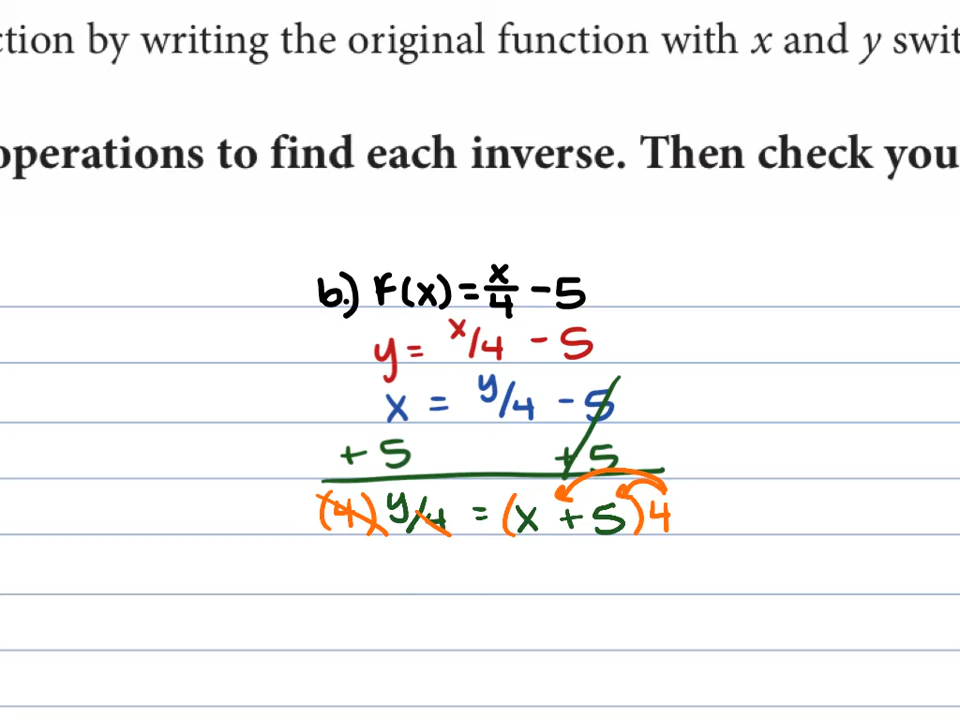 ction by writing the original function with x and y swit
operations to find each inverse. Then check you
b.) F(x) = x/4 - 5
y = x/4 - 5
x = y/4 - 5
+ 5 + 5
(4) y/4 = (x + 5)4